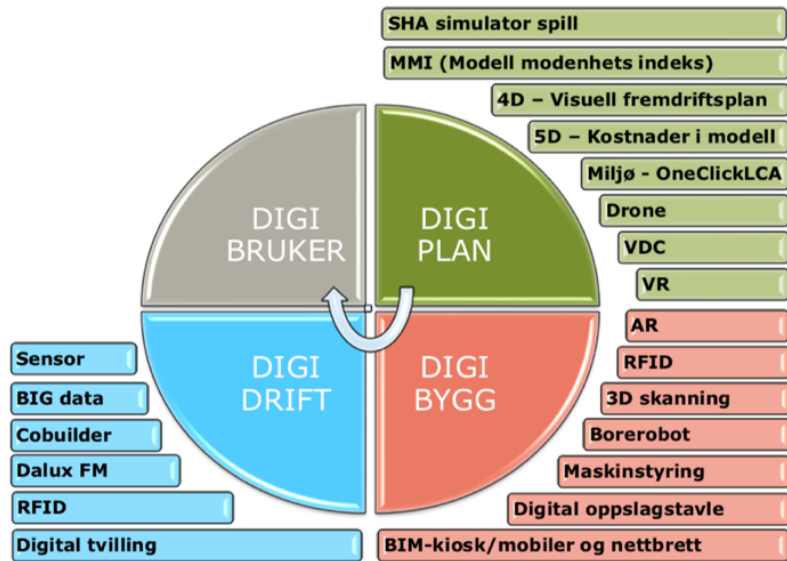 SHA simulator spill
MMI (Modell modenhets indeks)
4D – Visuell fremdriftsplan
5D – Kostnader i modell
Miljø - OneClickLCA
Drone
VDC
VR
DIGI
BRUKER
DIGI
PLAN
DIGI
DRIFT
DIGI
BYGG
AR
RFID
3D skanning
Borerobot
Maskinstyring
Digital oppslagstavle
BIM-kiosk/mobiler og nettbrett
Sensor
BIG data
Cobuilder
Dalux FM
RFID
Digital tvilling